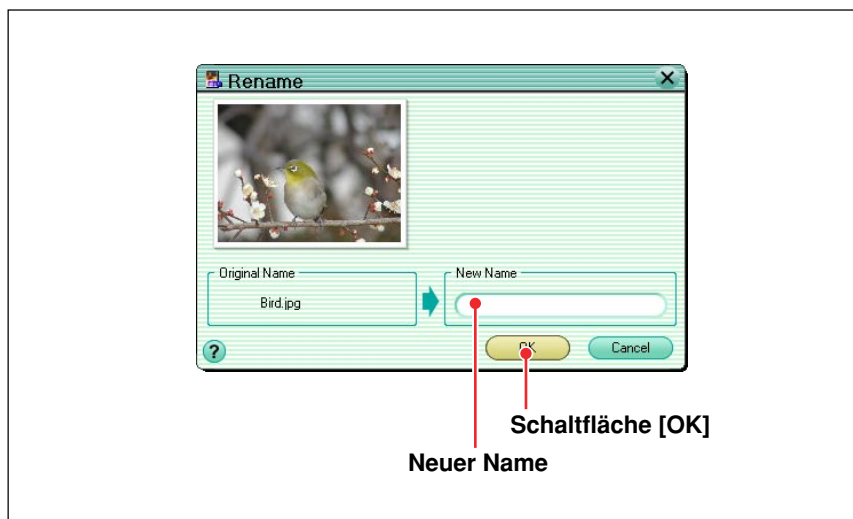 Rename
Original Name
New Name
Bird.jpg
?
OK
Cancel
Schaltfläche [OK]
Neuer Name